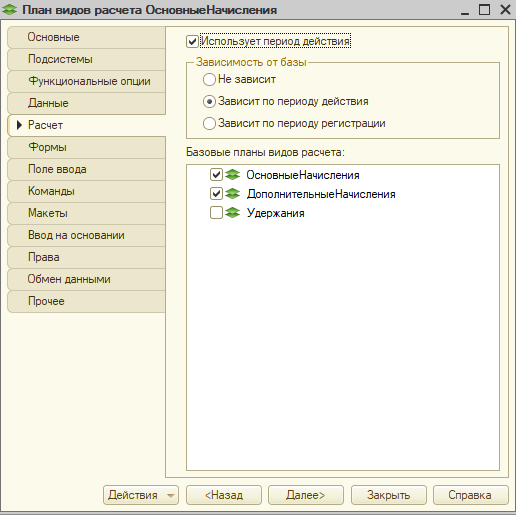 План видов расчета ОсновныеНачисления
Основные
Подсистемы
Функциональные опции
Данные
Расчет
Формы
Поле ввода
Команды
Макеты
Ввод на основании
Права
Обмен данными
Прочее
Использует период действия
Зависимость от базы
Не зависит
Зависит по периоду действия
Зависит по периоду регистрации
Базовые планы видов расчета:
ОсновныеНачисления
ДополнительныеНачисления
Удержания
Действия
<Назад
Далее>
Закрыть
Справка